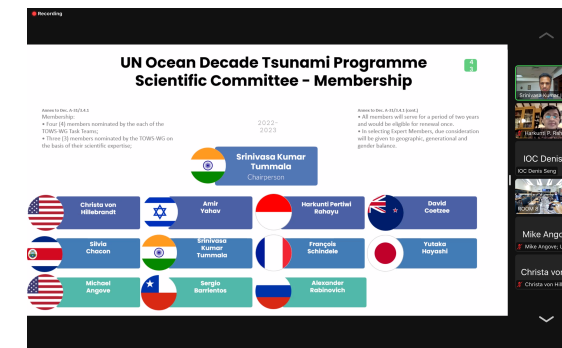 Recording
UN Ocean Decade Tsunami Programme
Scientific Committee - Membership
4
3
Annex to Dec. A-31/3.4.1
Membership:
• Four (4) members nominated by the each of the
TOWS-WG Task Teams;
• Three (3) members nominated by the TOWS-WG on
the basis of their scientific expertise;
2022-
2023
Annex to Dec. A-31/3.4.1 (cont.)
• All members will serve for a period of two years
and would be eligible for renewal once.
• In selecting Expert Members, due consideration
will be given to geographic, generational and
gender balance.
Srinivasa Kumar
Tummala
Chairperson
Christa von
Hillebrandt
Amir
Yahav
Harkunti Pertiwi
Rahayu
David
Coetzee
Silvia
Chacon
Srinivasa
Kumar
Tummala
François
Schindele
Yutaka
Hayashi
Michael
Angove
Sergio
Barrientos
Alexander
Rabinovich
Srinivasa Kumar
Harkunti P. Rah
IOC Denis
IOC Denis Seng
ROOM
Mike Ango
Mike Angove; U
Christa vor
Christa von Hill